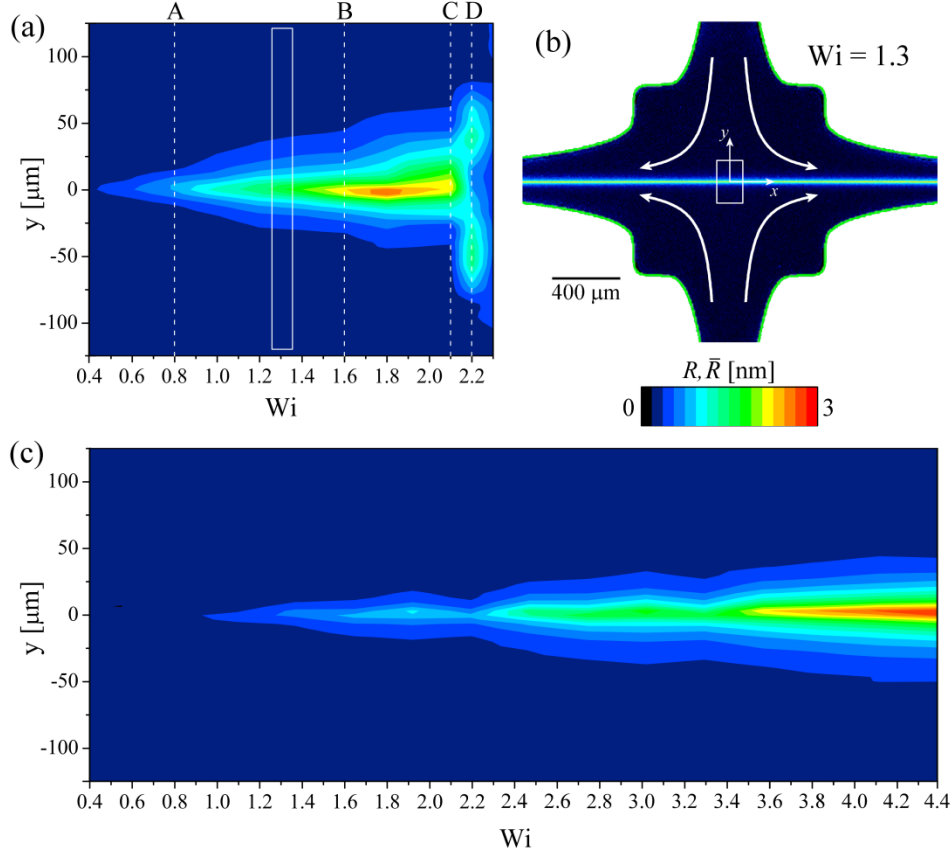 (a)
A B C D
100
50
0
-50
-100
y [μm]
0.4 0.6 0.8 1.0 1.2 1.4 1.6 1.8 2.0 2.2
Wi
(b)
Wi = 1.3
y
x
400 μm
R, R̄ [nm]
0 3
(c)
100
50
0
-50
-100
y [μm]
0.4 0.6 0.8 1.0 1.2 1.4 1.6 1.8 2.0 2.2 2.4 2.6 2.8 3.0 3.2 3.4 3.6 3.8 4.0 4.2 4.4
Wi